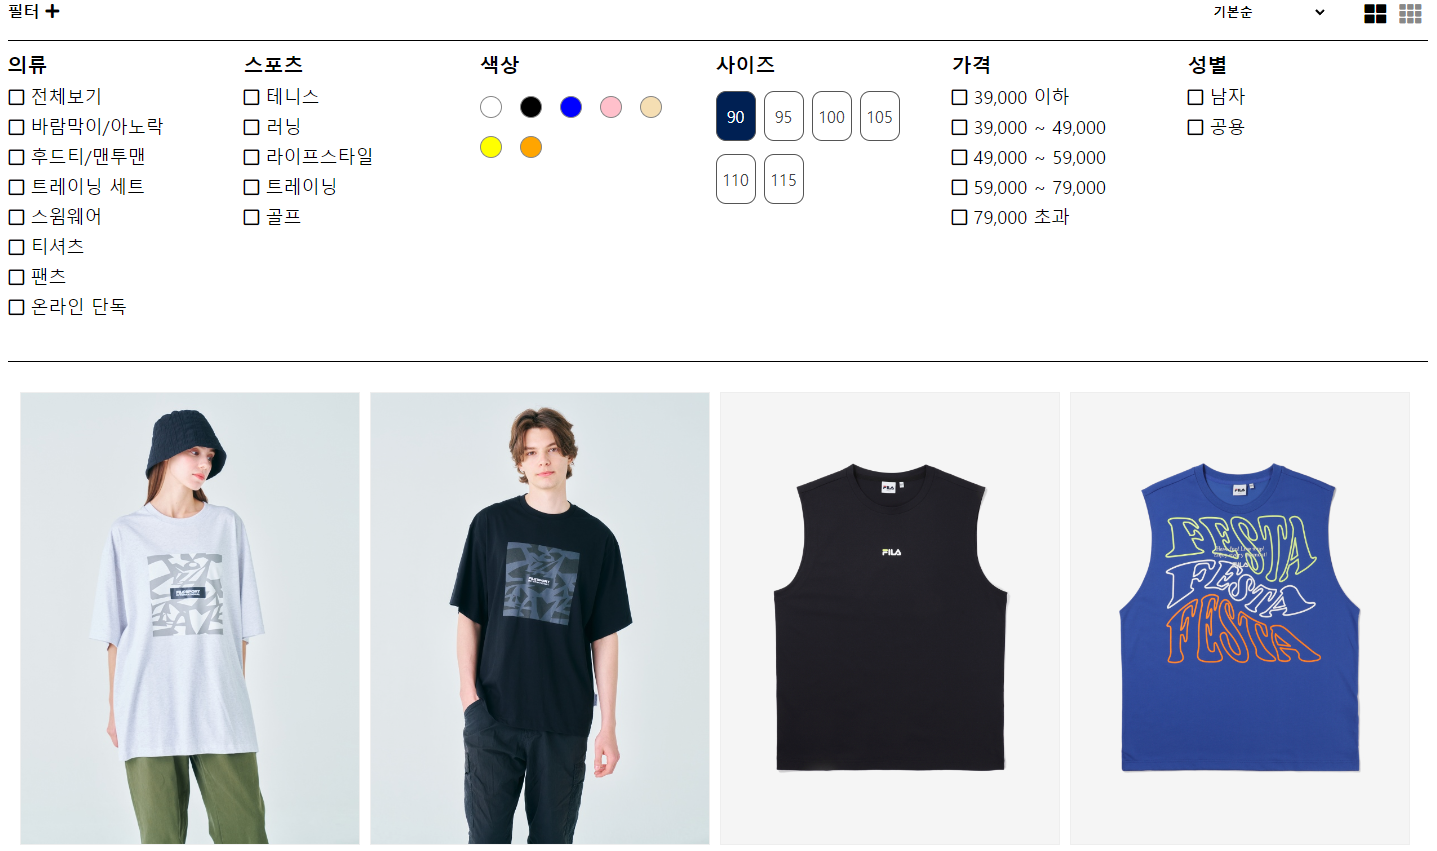 필터 +
기본순
의류
전체보기
바람막이/아노락
후드티/맨투맨
트레이닝 세트
스윔웨어
티셔츠
팬츠
온라인 단독
스포츠
테니스
러닝
라이프스타일
트레이닝
골프
색상
사이즈
90 95 100 105
110 115
가격
39,000 이하
39,000 ~ 49,000
49,000 ~ 59,000
59,000 ~ 79,000
79,000 초과
성별
남자
공용
FILA
FILA
FILA
FESTA
FESTA
FILA
FESTA